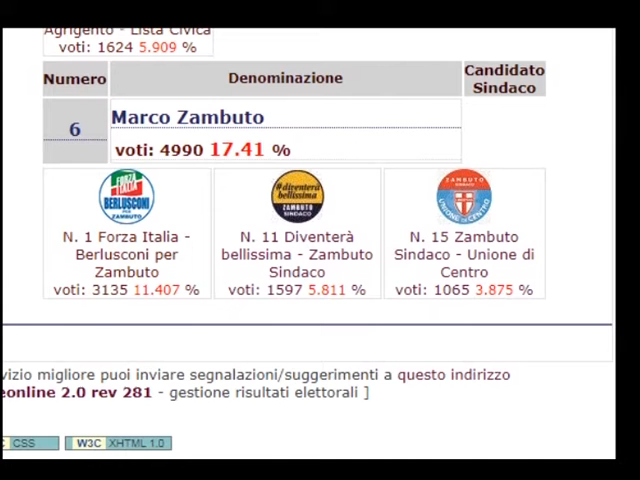 Agrigento - Lista Civica
voti: 1624 5.909 %
Numero
Denominazione
Candidato
Sindaco
6
Marco Zambuto
voti: 4990 17.41 %
FORZA
ITALIA
BERLUSCONI
ZAMBUTO
#diventerà
bellissima
ZAMBUTO
SINDACO
ZAMBUTO
SINDACO
UNIONE DI CENTRO
N. 1 Forza Italia -
Berlusconi per
Zambuto
voti: 3135 11.407 %
N. 11 Diventerà
bellissima - Zambuto
Sindaco
voti: 1597 5.811 %
N. 15 Zambuto
Sindaco - Unione di
Centro
voti: 1065 3.875 %
vizio migliore puoi inviare segnalazioni/suggerimenti a questo indirizzo
eonline 2.0 rev 281 - gestione risultati elettorali ]
C CSS
W3C XHTML 1.0